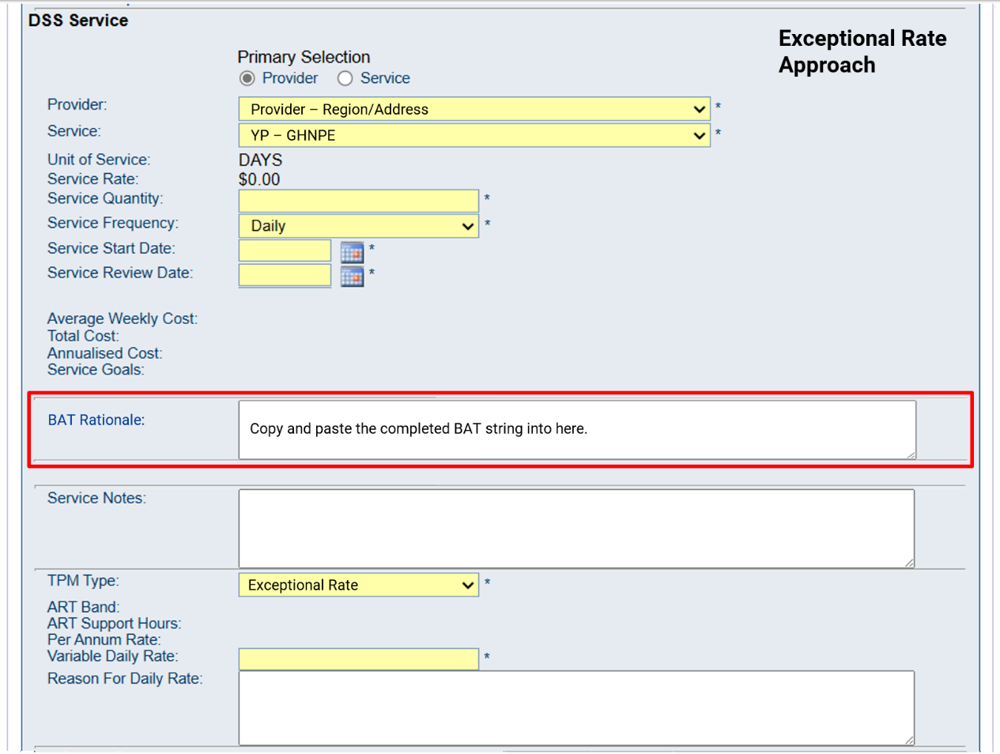 DSS Service
Exceptional Rate
Approach
Primary Selection
Provider Service
Provider: Provider – Region/Address *
Service: YP – GHNPE *
Unit of Service: DAYS
Service Rate: $0.00
Service Quantity: *
Service Frequency: Daily *
Service Start Date: *
Service Review Date: *
Average Weekly Cost:
Total Cost:
Annualised Cost:
Service Goals:
BAT Rationale: Copy and paste the completed BAT string into here.
Service Notes:
TPM Type: Exceptional Rate *
ART Band:
ART Support Hours:
Per Annum Rate:
Variable Daily Rate: *
Reason For Daily Rate: